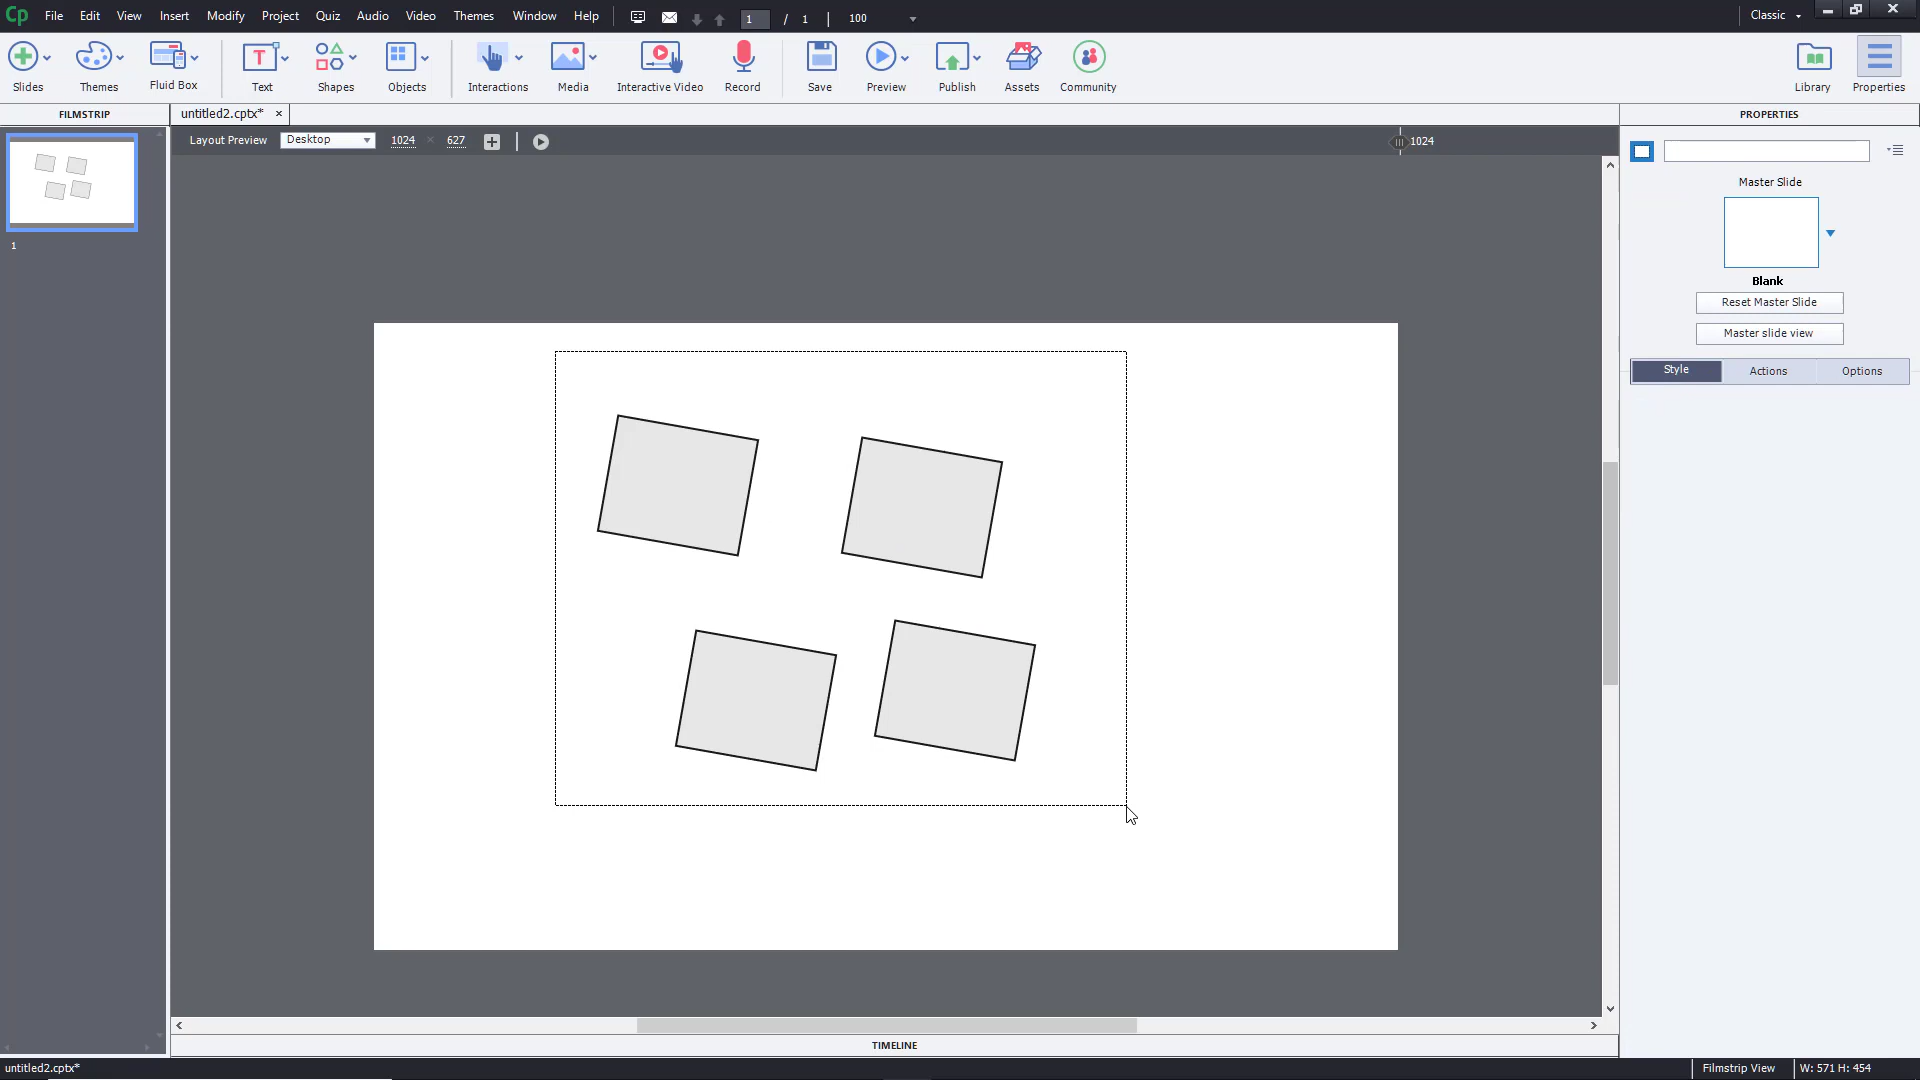 Cp File Edit View Insert Modify Project Quiz Audio Video Themes Window Help 1 / 1 100 Classic
Slides Themes Fluid Box Text Shapes Objects Interactions Media Interactive Video Record Save Preview Publish Assets Community Library Properties
FILMSTRIP untitled2.cptx* PROPERTIES
Layout Preview Desktop 1024 × 627 1024
Master Slide
1
Blank
Reset Master Slide
Master slide view
Style Actions Options
TIMELINE
untitled2.cptx* Filmstrip View W: 571 H: 454